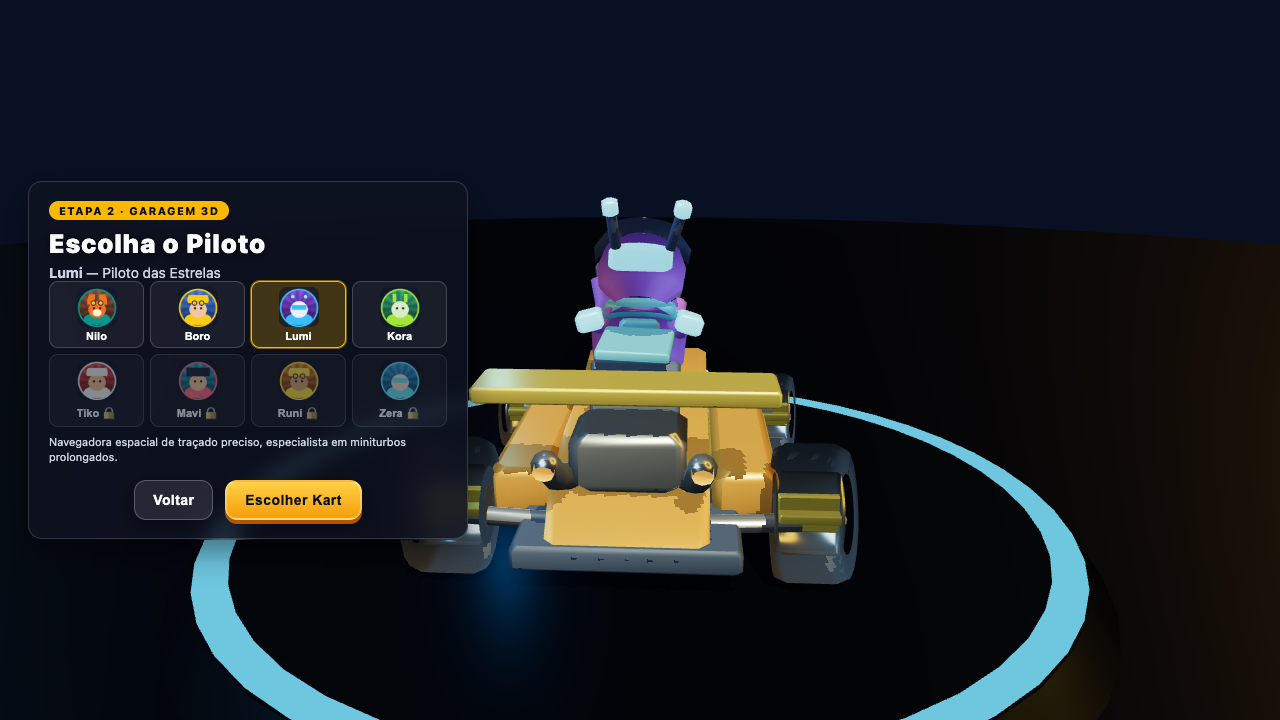 ETAPA 2 · GARAGEM 3D
Escolha o Piloto
Lumi — Piloto das Estrelas
Nilo
Boro
Lumi
Kora
Tiko
Mavi
Runi
Zera
Navegadora espacial de traçado preciso, especialista em miniturbos
prolongados.
Voltar
Escolher Kart